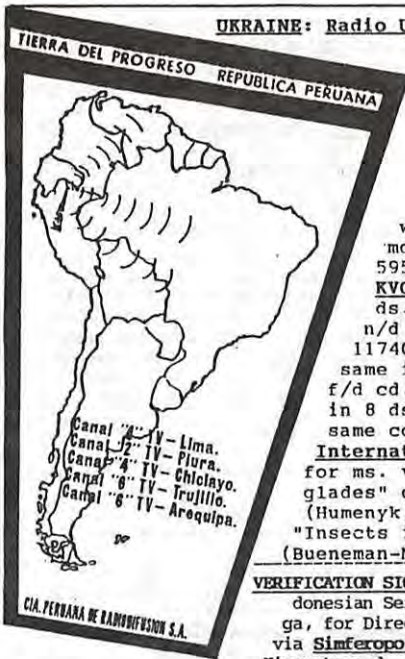 UKRAINE: Radio U
TIERRA DEL PROGRESO REPUBLICA PERUANA
w
mo
595
KVO
ds.
n/d
11740
same i
f/d cd.
in 8 ds
same co
Internat
for ms. v
glades" c
(Humenyk
"Insects f
(Bueneman-M
Canal "4" TV-Lima.
Canal "2" TV-Piura.
Canal "4" TV-Chiclayo.
Canal "6" TV-Trujillo.
Canal "6" TV-Arequipa.
CIA. PERUANA DE RADIODIFUSION S.A.
VERIFICATION SIG
donesian Se
ga, for Direc
via Simferopo